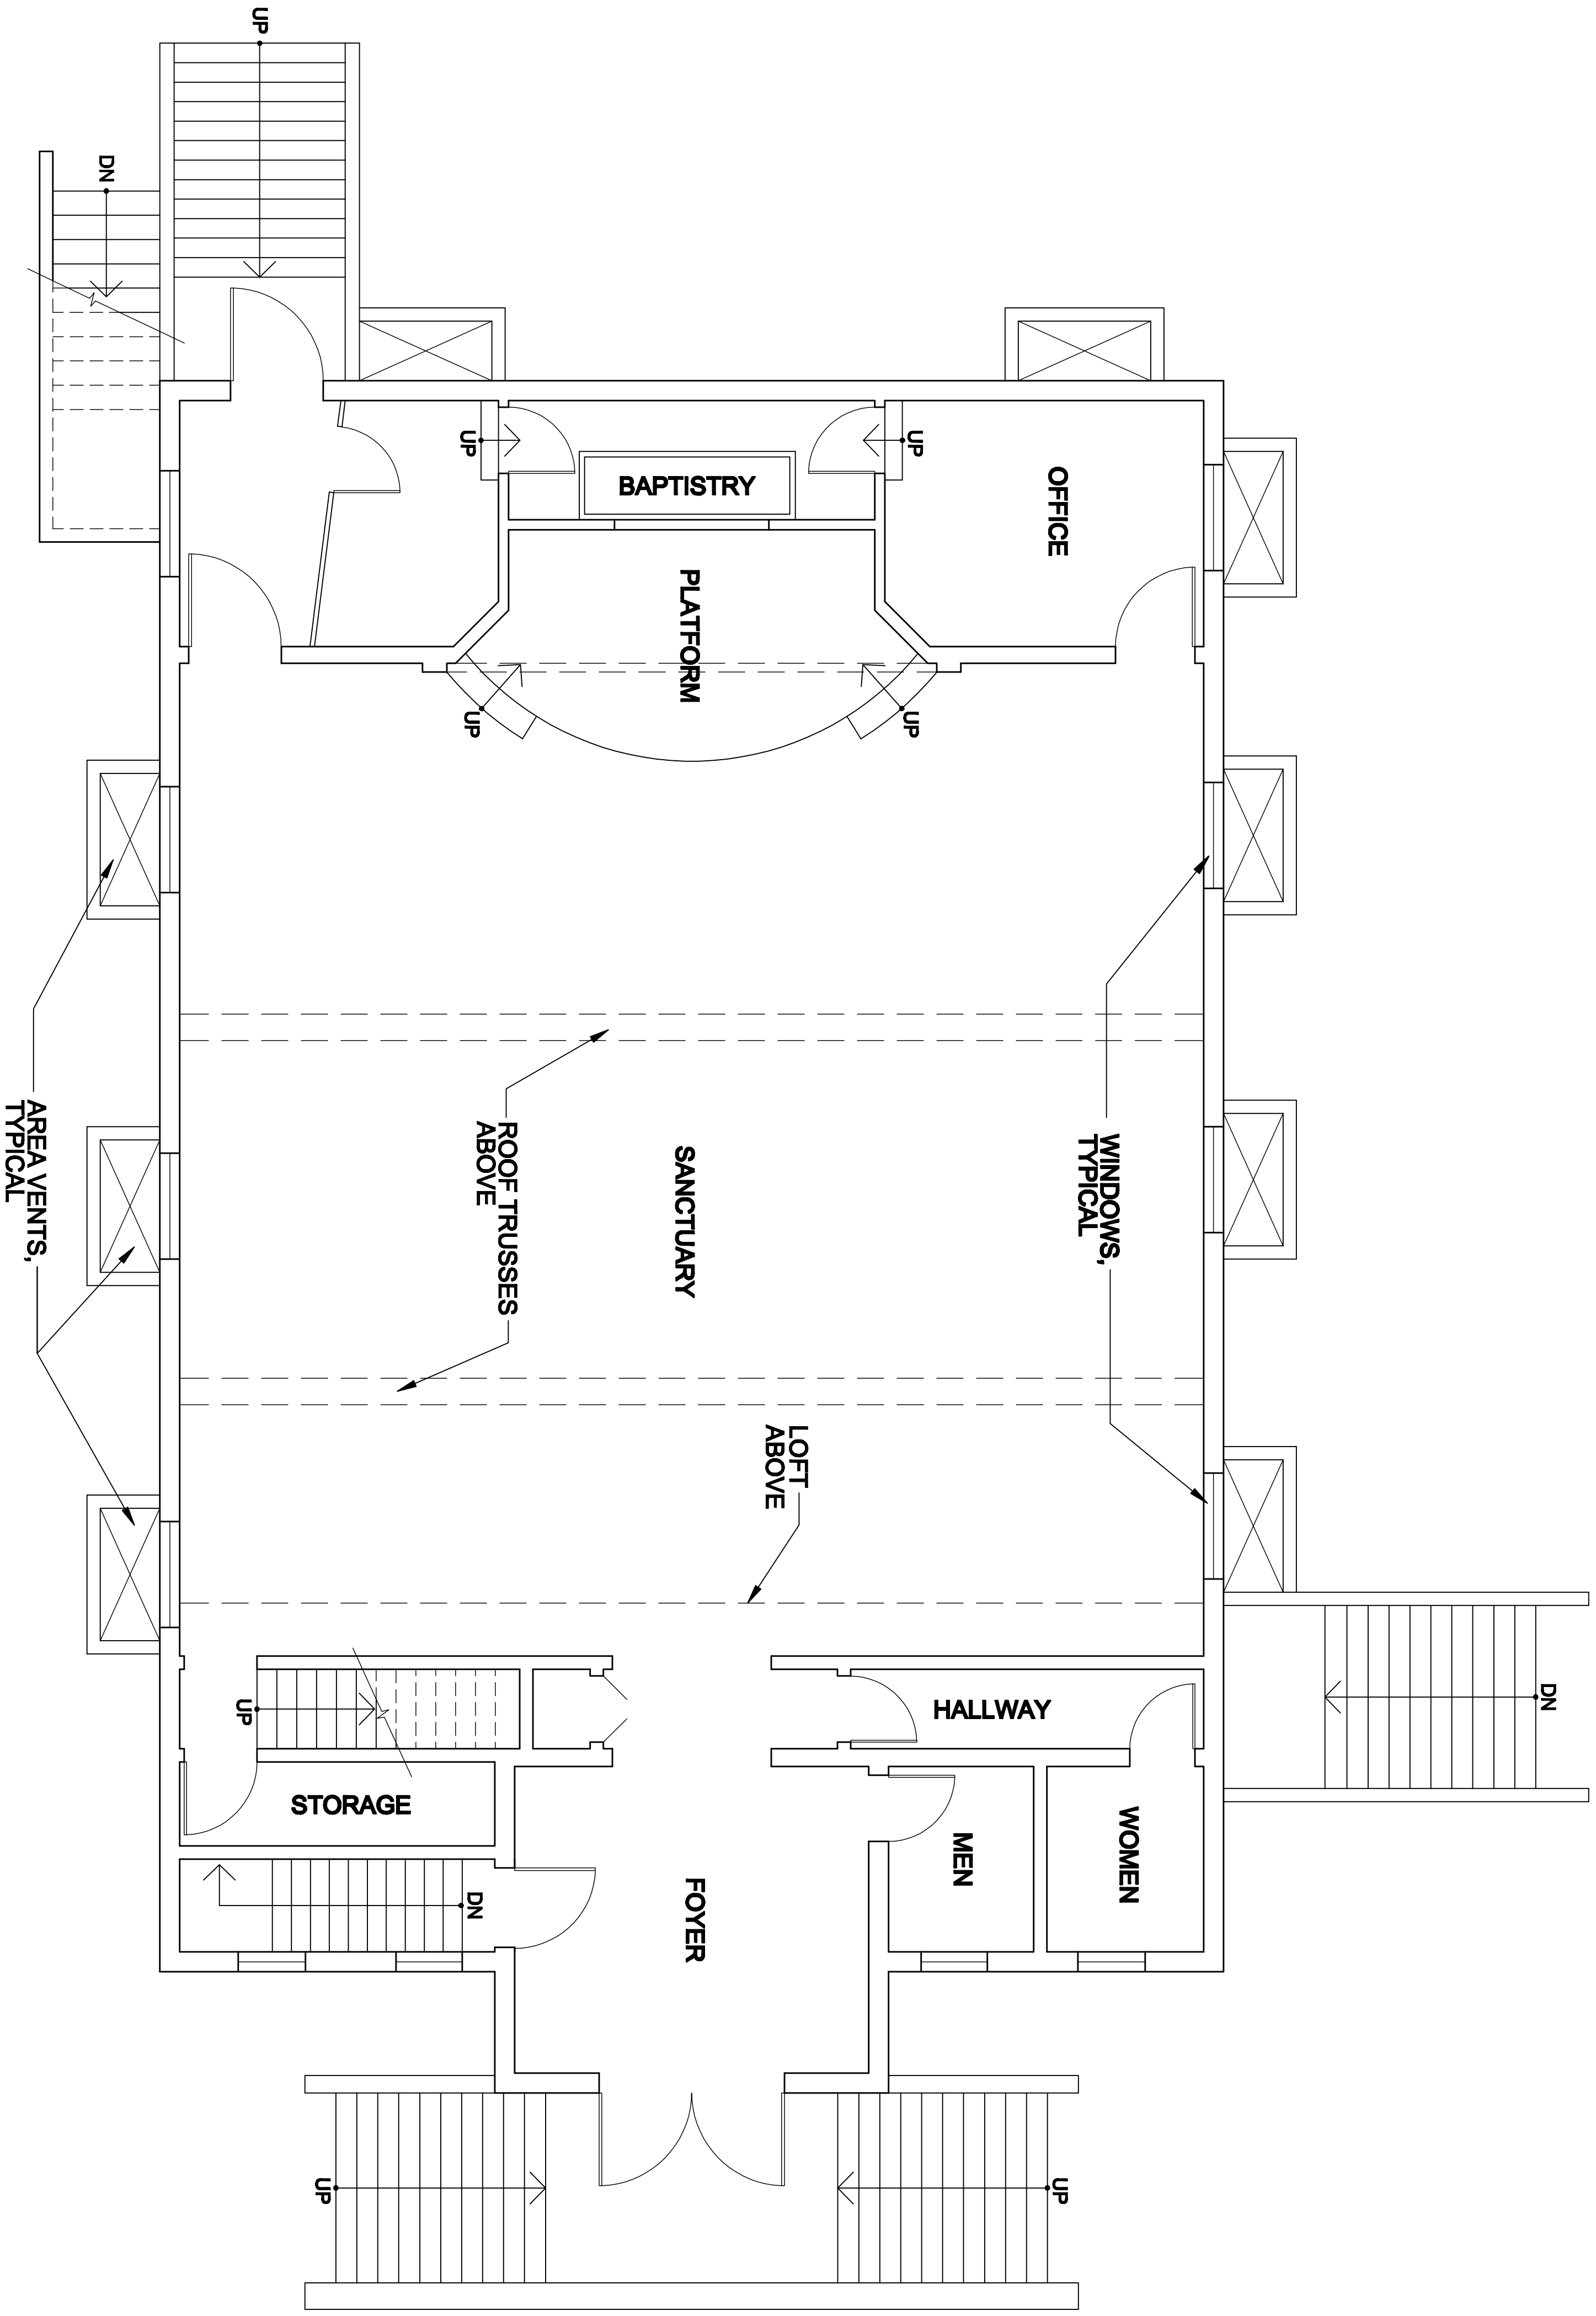 UP
DN
UP
UP
BAPTISTRY
OFFICE
PLATFORM
UP
UP
AREA VENTS,
TYPICAL
ROOF TRUSSES
ABOVE
SANCTUARY
WINDOWS,
TYPICAL
LOFT
ABOVE
UP
HALLWAY
DN
STORAGE
MEN
WOMEN
DN
FOYER
UP
UP